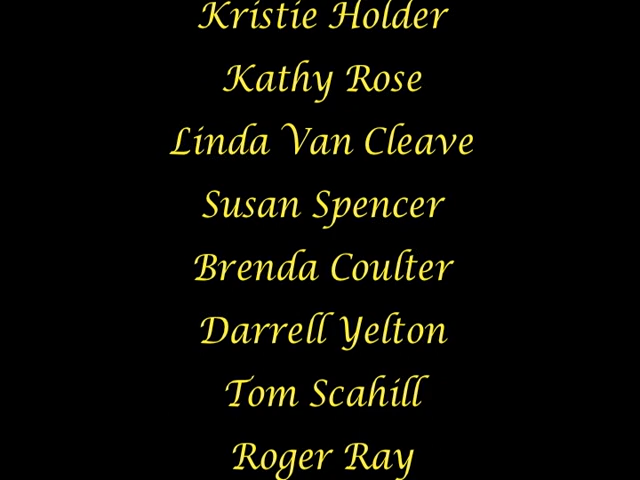 Kristie Holder
Kathy Rose
Linda Van Cleave
Susan Spencer
Brenda Coulter
Darrell Yelton
Tom Scahill
Roger Ray